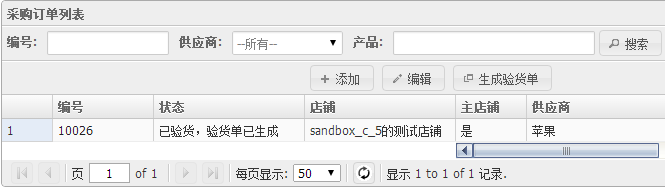 采购订单列表
编号: 供应商: --所有-- 产品: 搜索
添加 编辑 生成验货单
编号 状态 店铺 主店铺 供应商
1 10026 已验货，验货单已生成 sandbox_c_5的测试店铺 是 苹果
页 1 of 1 每页显示: 50 显示 1 to 1 of 1 记录.